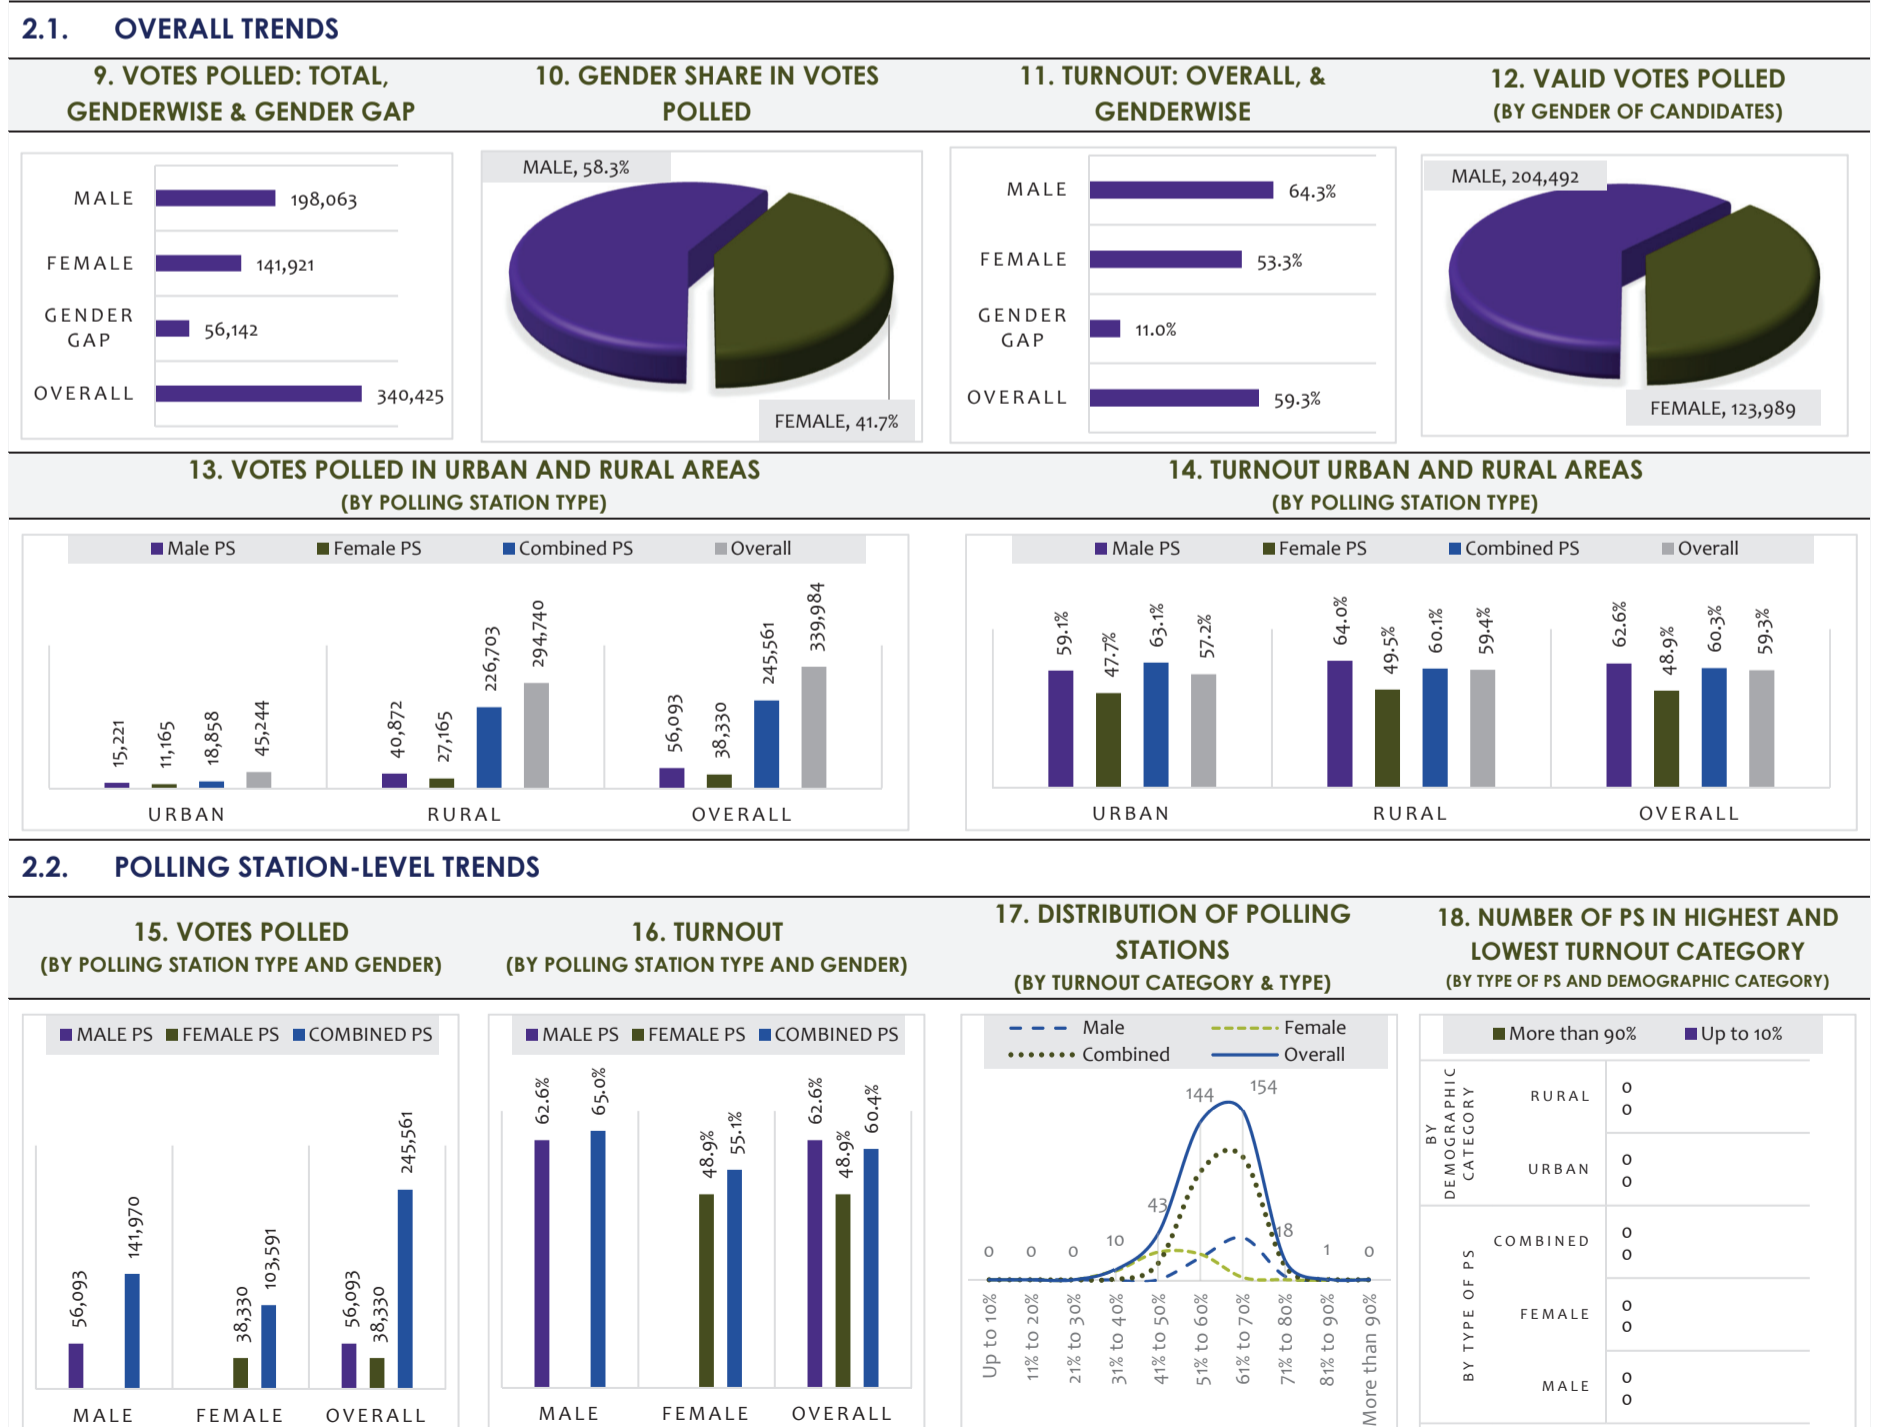 2.1. OVERALL TRENDS
9. VOTES POLLED: TOTAL,
GENDERWISE & GENDER GAP
10. GENDER SHARE IN VOTES
POLLED
11. TURNOUT: OVERALL, &
GENDERWISE
12. VALID VOTES POLLED
(BY GENDER OF CANDIDATES)
MALE 198,063
FEMALE 141,921
GENDER
GAP 56,142
OVERALL 340,425
MALE, 58.3%
FEMALE, 41.7%
MALE 64.3%
FEMALE 53.3%
GENDER
GAP 11.0%
OVERALL 59.3%
MALE, 204,492
FEMALE, 123,989
13. VOTES POLLED IN URBAN AND RURAL AREAS
(BY POLLING STATION TYPE)
14. TURNOUT URBAN AND RURAL AREAS
(BY POLLING STATION TYPE)
Male PS Female PS Combined PS Overall
15,221 11,165 18,858 45,244
40,872 27,165 226,703 294,740
56,093 38,330 245,561 339,984
URBAN RURAL OVERALL
Male PS Female PS Combined PS Overall
59.1% 47.7% 63.1% 57.2%
64.0% 49.5% 60.1% 59.4%
62.6% 48.9% 60.3% 59.3%
URBAN RURAL OVERALL
2.2. POLLING STATION-LEVEL TRENDS
15. VOTES POLLED
(BY POLLING STATION TYPE AND GENDER)
16. TURNOUT
(BY POLLING STATION TYPE AND GENDER)
17. DISTRIBUTION OF POLLING
STATIONS
(BY TURNOUT CATEGORY & TYPE)
18. NUMBER OF PS IN HIGHEST AND
LOWEST TURNOUT CATEGORY
(BY TYPE OF PS AND DEMOGRAPHIC CATEGORY)
MALE PS FEMALE PS COMBINED PS
56,093 141,970
38,330 103,591
56,093 38,330 245,561
MALE FEMALE OVERALL
MALE PS FEMALE PS COMBINED PS
62.6% 65.0%
48.9% 55.1%
62.6% 48.9% 60.4%
MALE FEMALE OVERALL
Male Female
Combined Overall
0 0 0 10 43 144 154 18 1 0
Up to 10%
11% to 20%
21% to 30%
31% to 40%
41% to 50%
51% to 60%
61% to 70%
71% to 80%
81% to 90%
More than 90%
More than 90% Up to 10%
BY
DEMOGRAPHIC
CATEGORY
RURAL 0
0
URBAN 0
0
BY TYPE OF PS
COMBINED 0
0
FEMALE 0
0
MALE 0
0